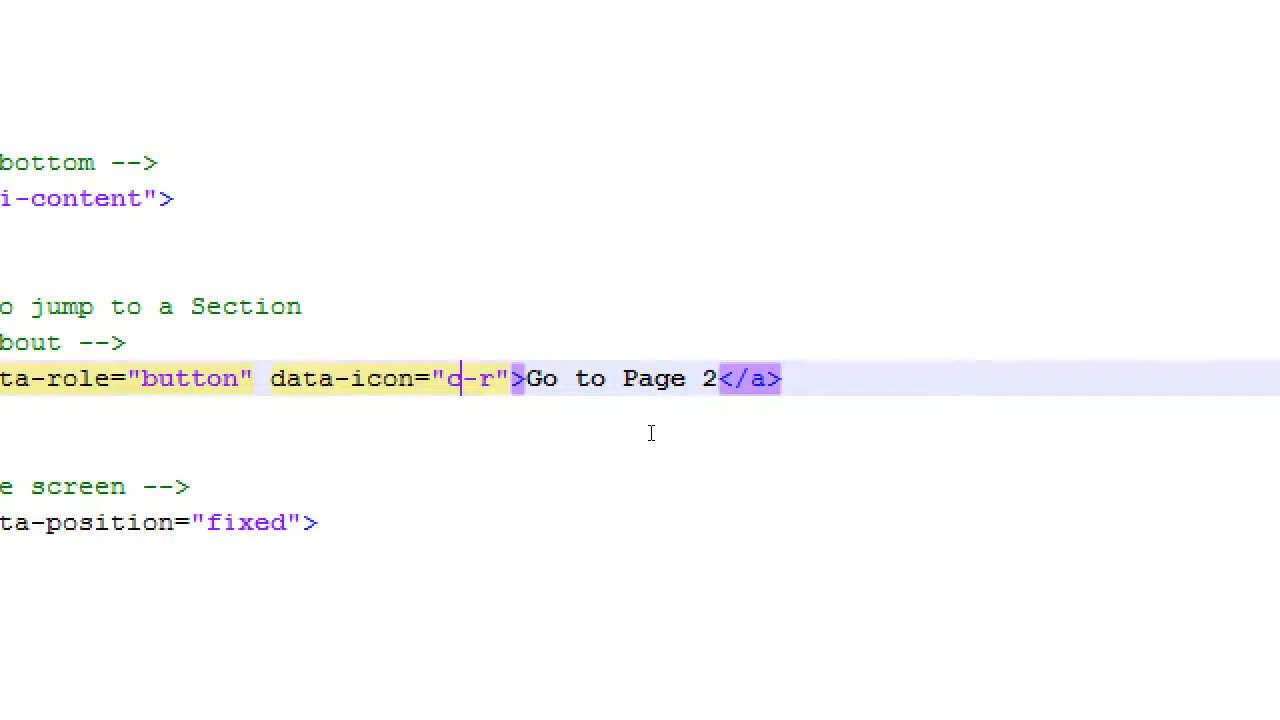 bottom -->
i-content">
o jump to a Section
bout -->
ta-role="button" data-icon="c-r">Go to Page 2</a>
e screen -->
ta-position="fixed">